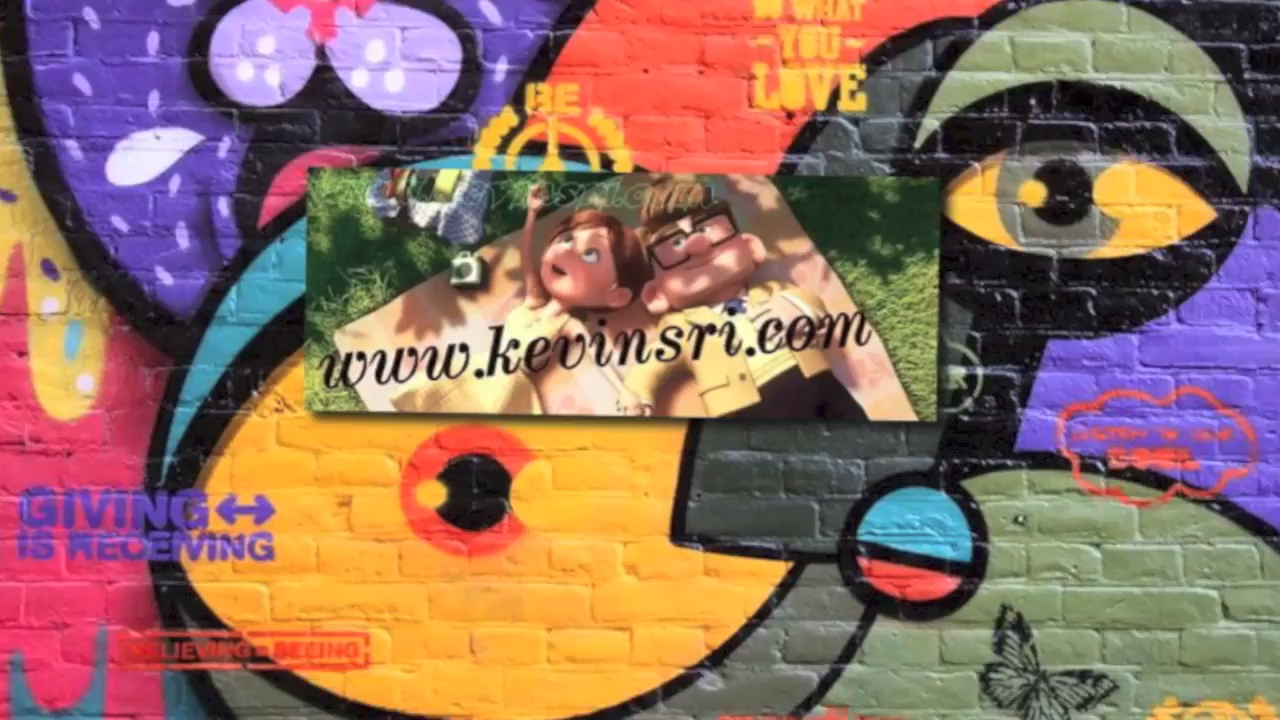 WHAT
YOU
LOVE
BE
www.kevinsri.com
GIVING
IS RECEIVING
BELIEVING = SEEING